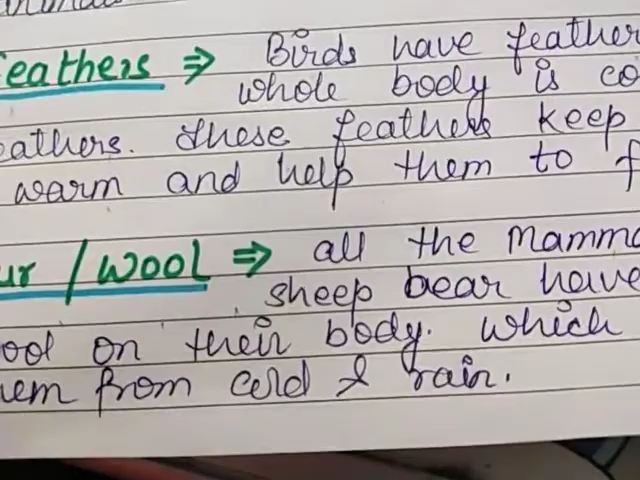 eathers ⇒ Birds have feather
whole body is co
eathers. these feathers keep
warm and help them to f
ur / wool ⇒ all the mamma
sheep bear have
ool on their body. which
hem from cold & rain.